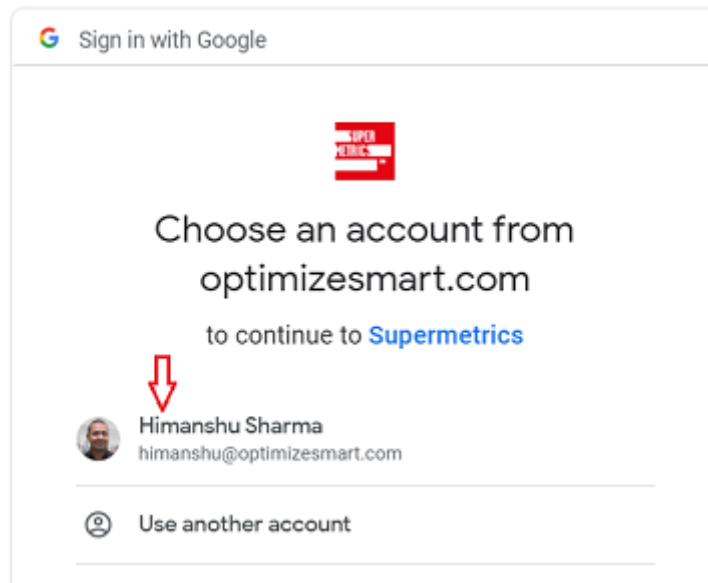 Sign in with Google
SUPER
METRICS
Choose an account from
optimizesmart.com
to continue to Supermetrics
Himanshu Sharma
himanshu@optimizesmart.com
Use another account